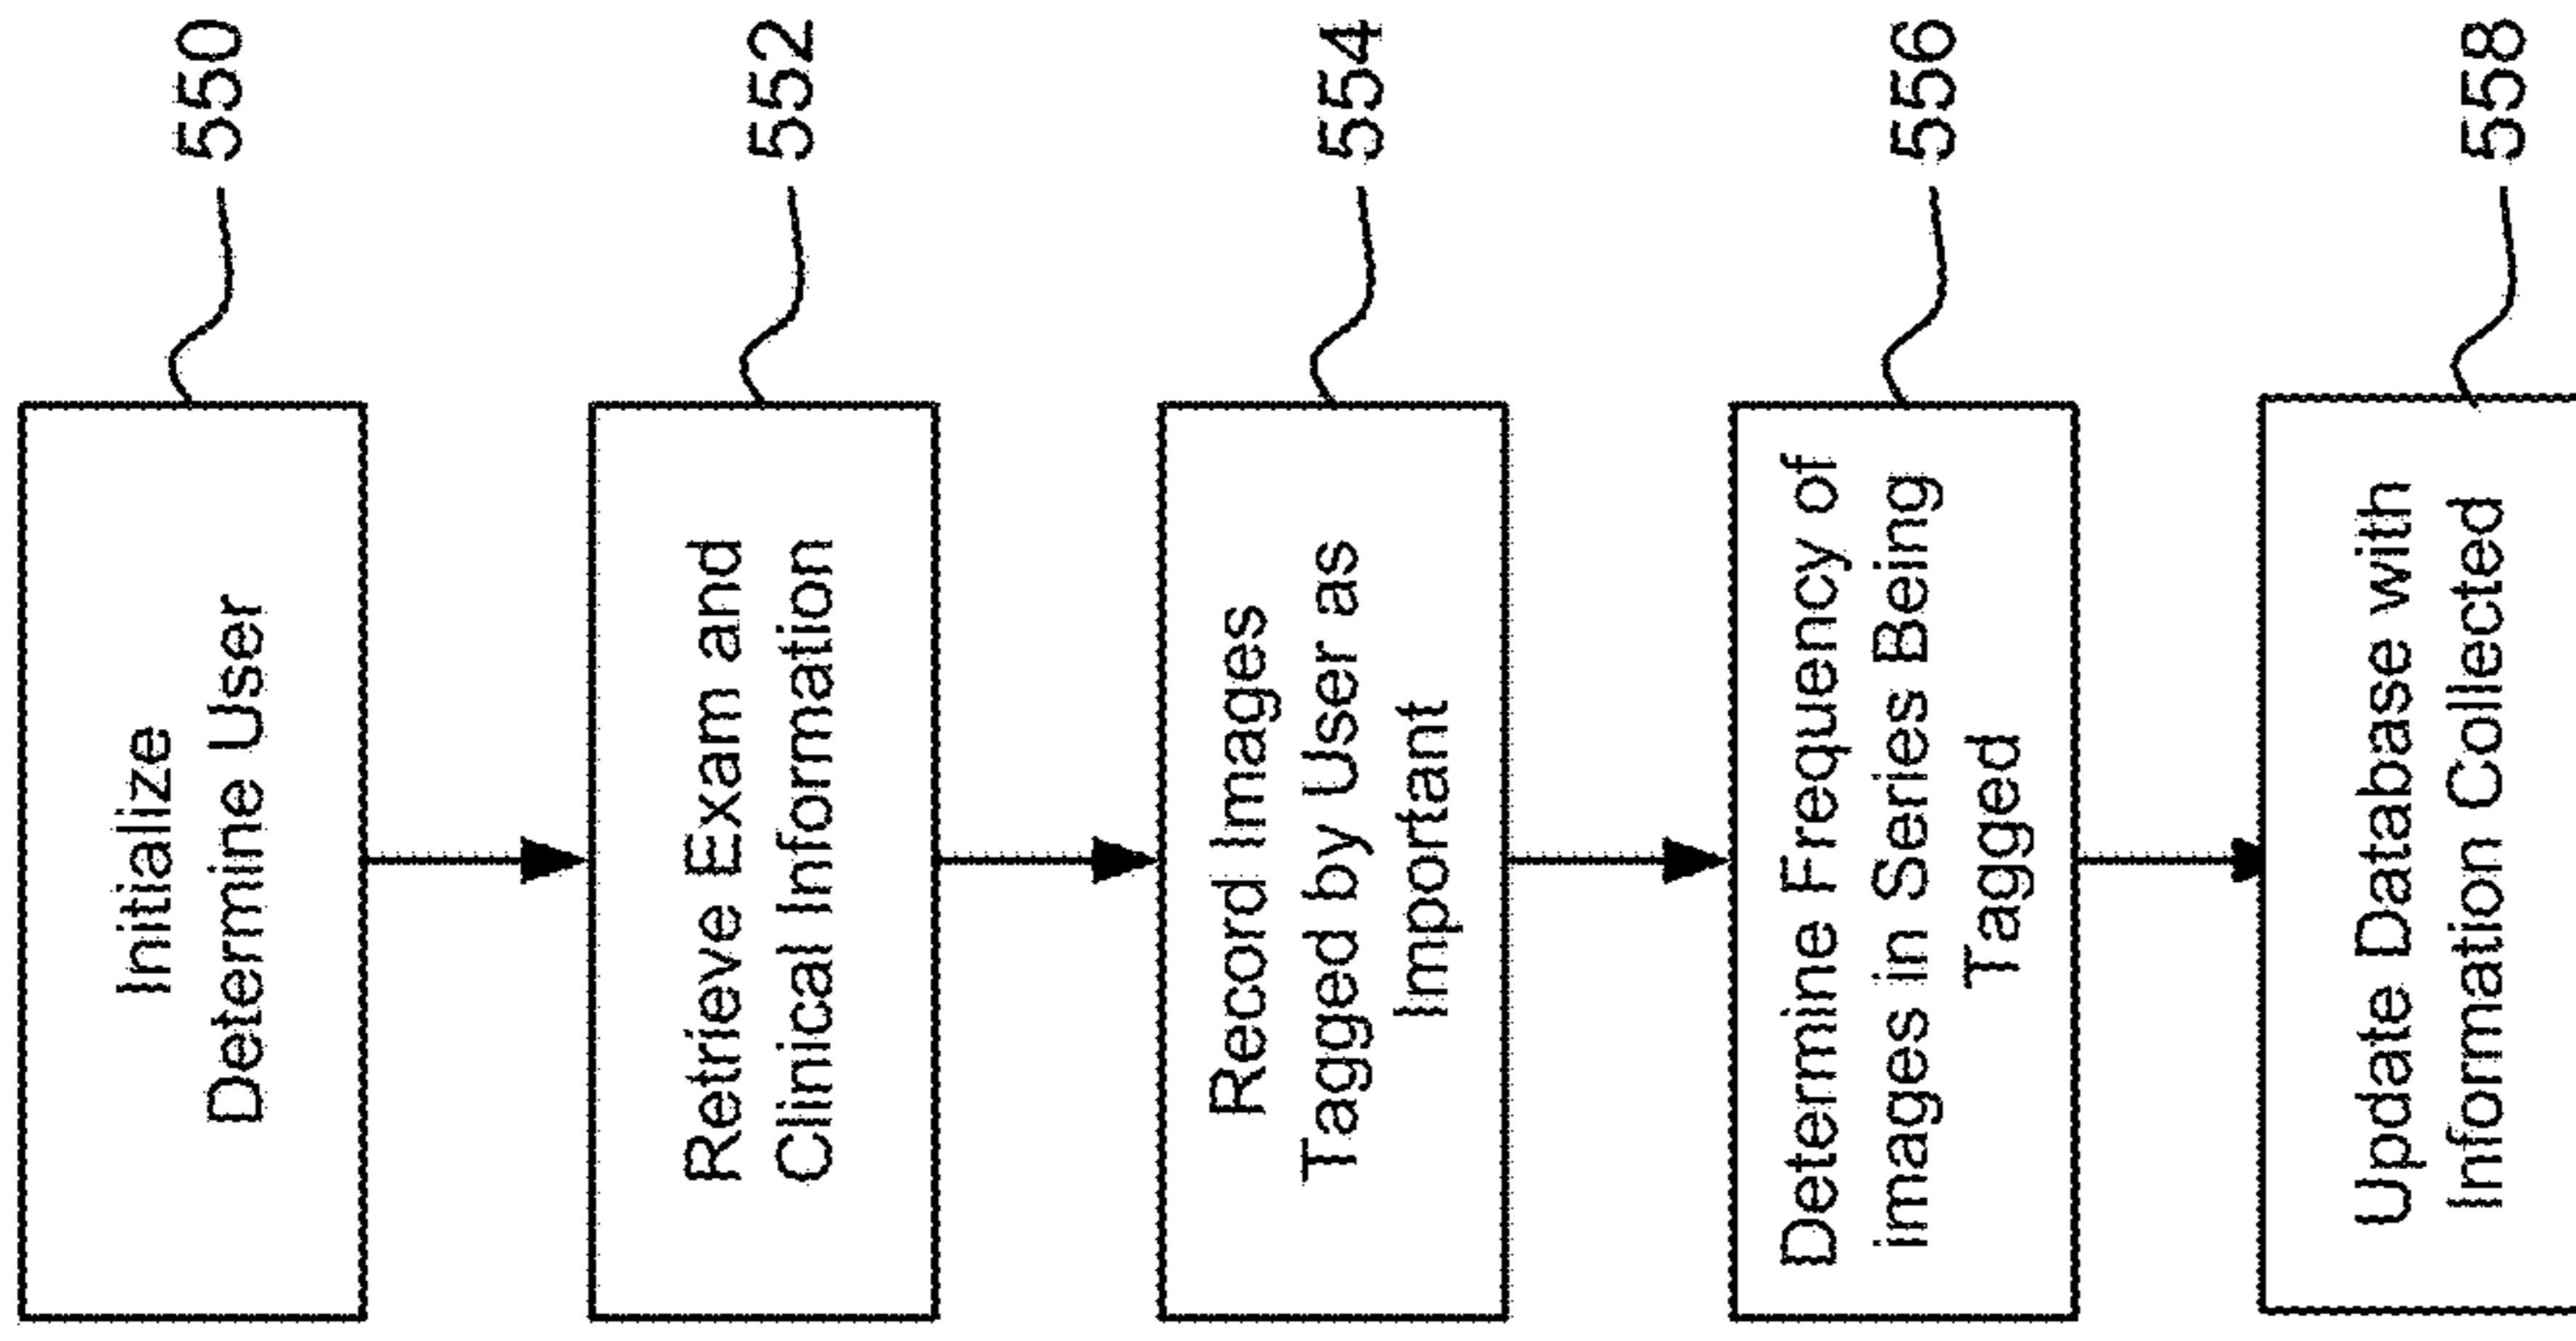 Initialize
Determine User
550
Retrieve Exam and
Clinical Information
552
Record Images
Tagged by User as
Important
554
Determine Frequency of
images in Series Being
Tagged
556
Update Database with
Information Collected
558